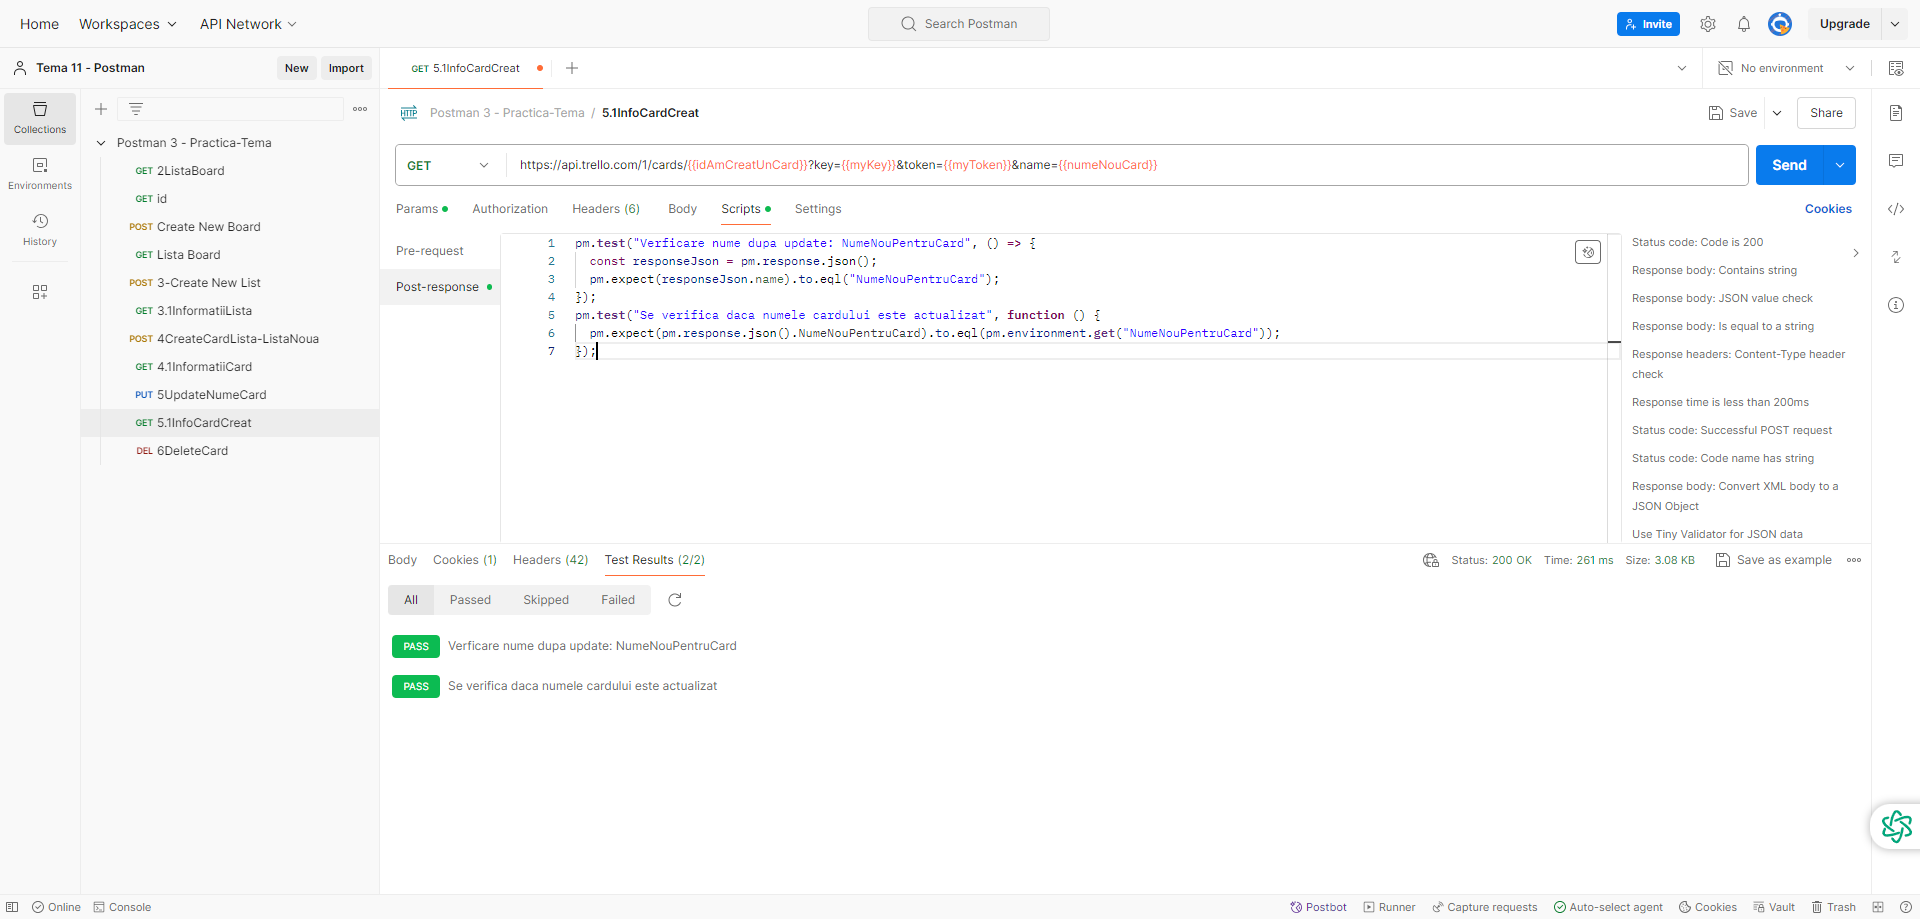 Home
Workspaces
API Network
Search Postman
Invite
Upgrade
Tema 11 - Postman
New
Import
GET 5.1InfoCardCreat
No environment
Collections
Environments
History
Postman 3 - Practica-Tema
GET 2ListaBoard
GET id
POST Create New Board
GET Lista Board
POST 3-Create New List
GET 3.1InformatiiLista
POST 4CreateCardLista-ListaNoua
GET 4.1InformatiiCard
PUT 5UpdateNumeCard
GET 5.1InfoCardCreat
DEL 6DeleteCard
HTTP Postman 3 - Practica-Tema / 5.1InfoCardCreat
Save
Share
GET
https://api.trello.com/1/cards/{{idAmCreatUnCard}}?key={{myKey}}&token={{myToken}}&name={{numeNouCard}}
Send
Params
Authorization
Headers (6)
Body
Scripts
Settings
Cookies
Pre-request
Post-response
1 pm.test("Verficare nume dupa update: NumeNouPentruCard", () => {
2 const responseJson = pm.response.json();
3 pm.expect(responseJson.name).to.eql("NumeNouPentruCard");
4 });
5 pm.test("Se verifica daca numele cardului este actualizat", function () {
6 pm.expect(pm.response.json().NumeNouPentruCard).to.eql(pm.environment.get("NumeNouPentruCard"));
7 });
Status code: Code is 200
Response body: Contains string
Response body: JSON value check
Response body: Is equal to a string
Response headers: Content-Type header
check
Response time is less than 200ms
Status code: Successful POST request
Status code: Code name has string
Response body: Convert XML body to a
JSON Object
Use Tiny Validator for JSON data
Body
Cookies (1)
Headers (42)
Test Results (2/2)
Status: 200 OK
Time: 261 ms
Size: 3.08 KB
Save as example
All
Passed
Skipped
Failed
PASS Verficare nume dupa update: NumeNouPentruCard
PASS Se verifica daca numele cardului este actualizat
Online
Console
Postbot
Runner
Capture requests
Auto-select agent
Cookies
Vault
Trash